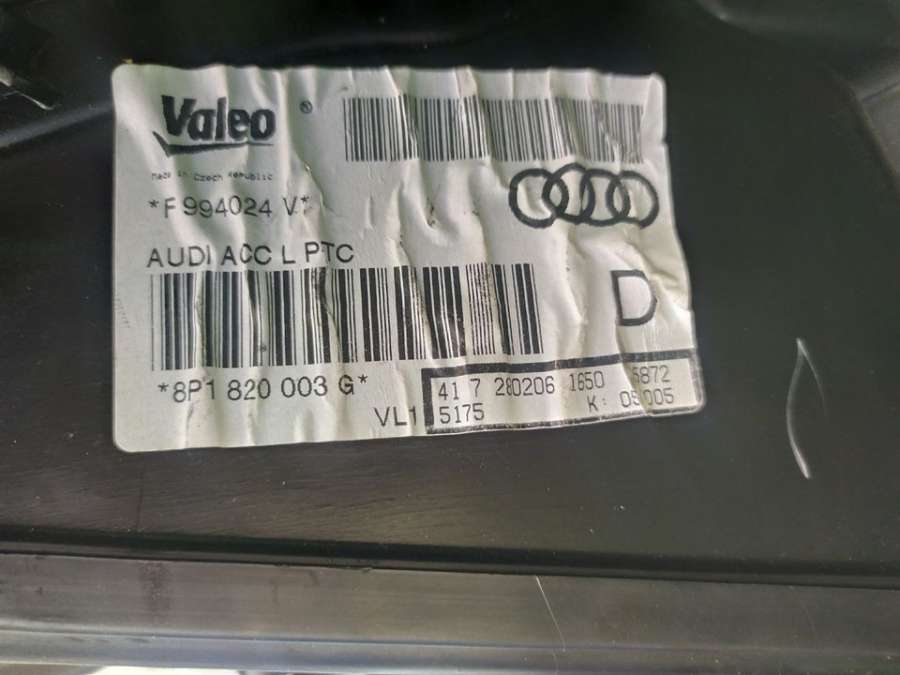 Valeo ®
Made in Czech Republic
*F 994024 V*
AUDI ACC L PTC
D
*8P1 820 003 G*
41 7 280206 1650 5872
VL1 5175 K: 05005